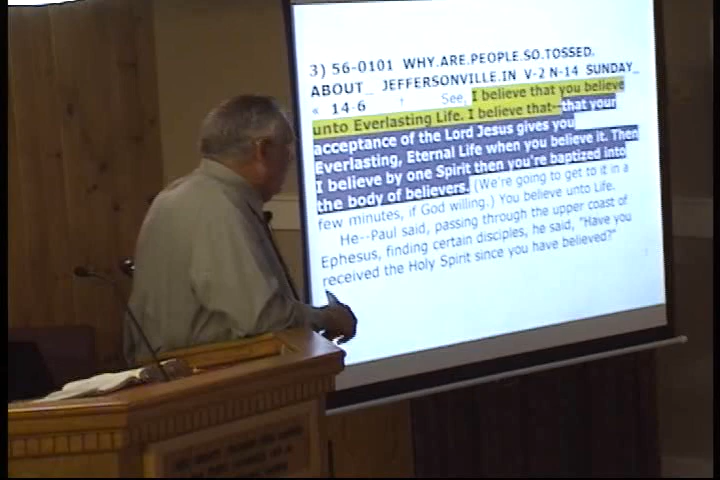 3) 56-0101 WHY.ARE.PEOPLE.SO.TOSSED.
ABOUT_ JEFFERSONVILLE.IN V-2 N-14 SUNDAY_
« 14-6 See, I believe that you believe
unto Everlasting Life. I believe that--that your
acceptance of the Lord Jesus gives you
Everlasting, Eternal Life when you believe it. Then
I believe by one Spirit then you're baptized into
the body of believers. (We're going to get to it in a
few minutes, if God willing.) You believe unto Life.
He--Paul said, passing through the upper coast of
Ephesus, finding certain disciples, he said, "Have you
received the Holy Spirit since you have believed?"